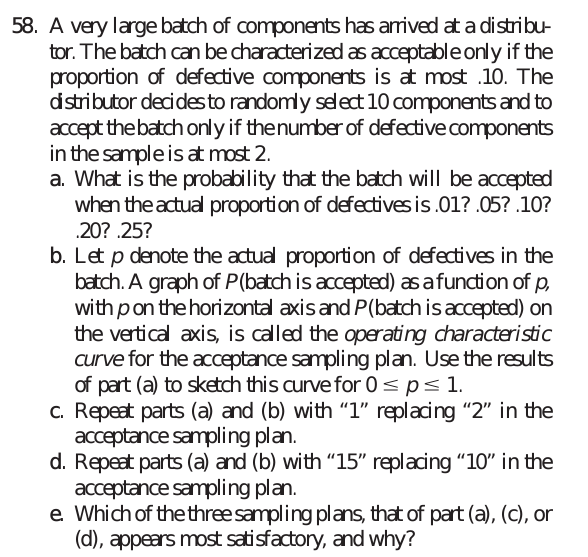 58. A very large batch of components has arrived at a distribu-
tor. The batch can be characterized as acceptable only if the
proportion of defective components is at most .10. The
distributor decides to randomly select 10 components and to
accept the batch only if the number of defective components
in the sample is at most 2.
a. What is the probability that the batch will be accepted
when the actual proportion of defectives is .01? .05? .10?
.20? .25?
b. Let p denote the actual proportion of defectives in the
batch. A graph of P(batch is accepted) as a function of p,
with p on the horizontal axis and P(batch is accepted) on
the vertical axis, is called the operating characteristic
curve for the acceptance sampling plan. Use the results
of part (a) to sketch this curve for 0 ≤ p ≤ 1.
c. Repeat parts (a) and (b) with “1” replacing “2” in the
acceptance sampling plan.
d. Repeat parts (a) and (b) with “15” replacing “10” in the
acceptance sampling plan.
e. Which of the three sampling plans, that of part (a), (c), or
(d), appears most satisfactory, and why?